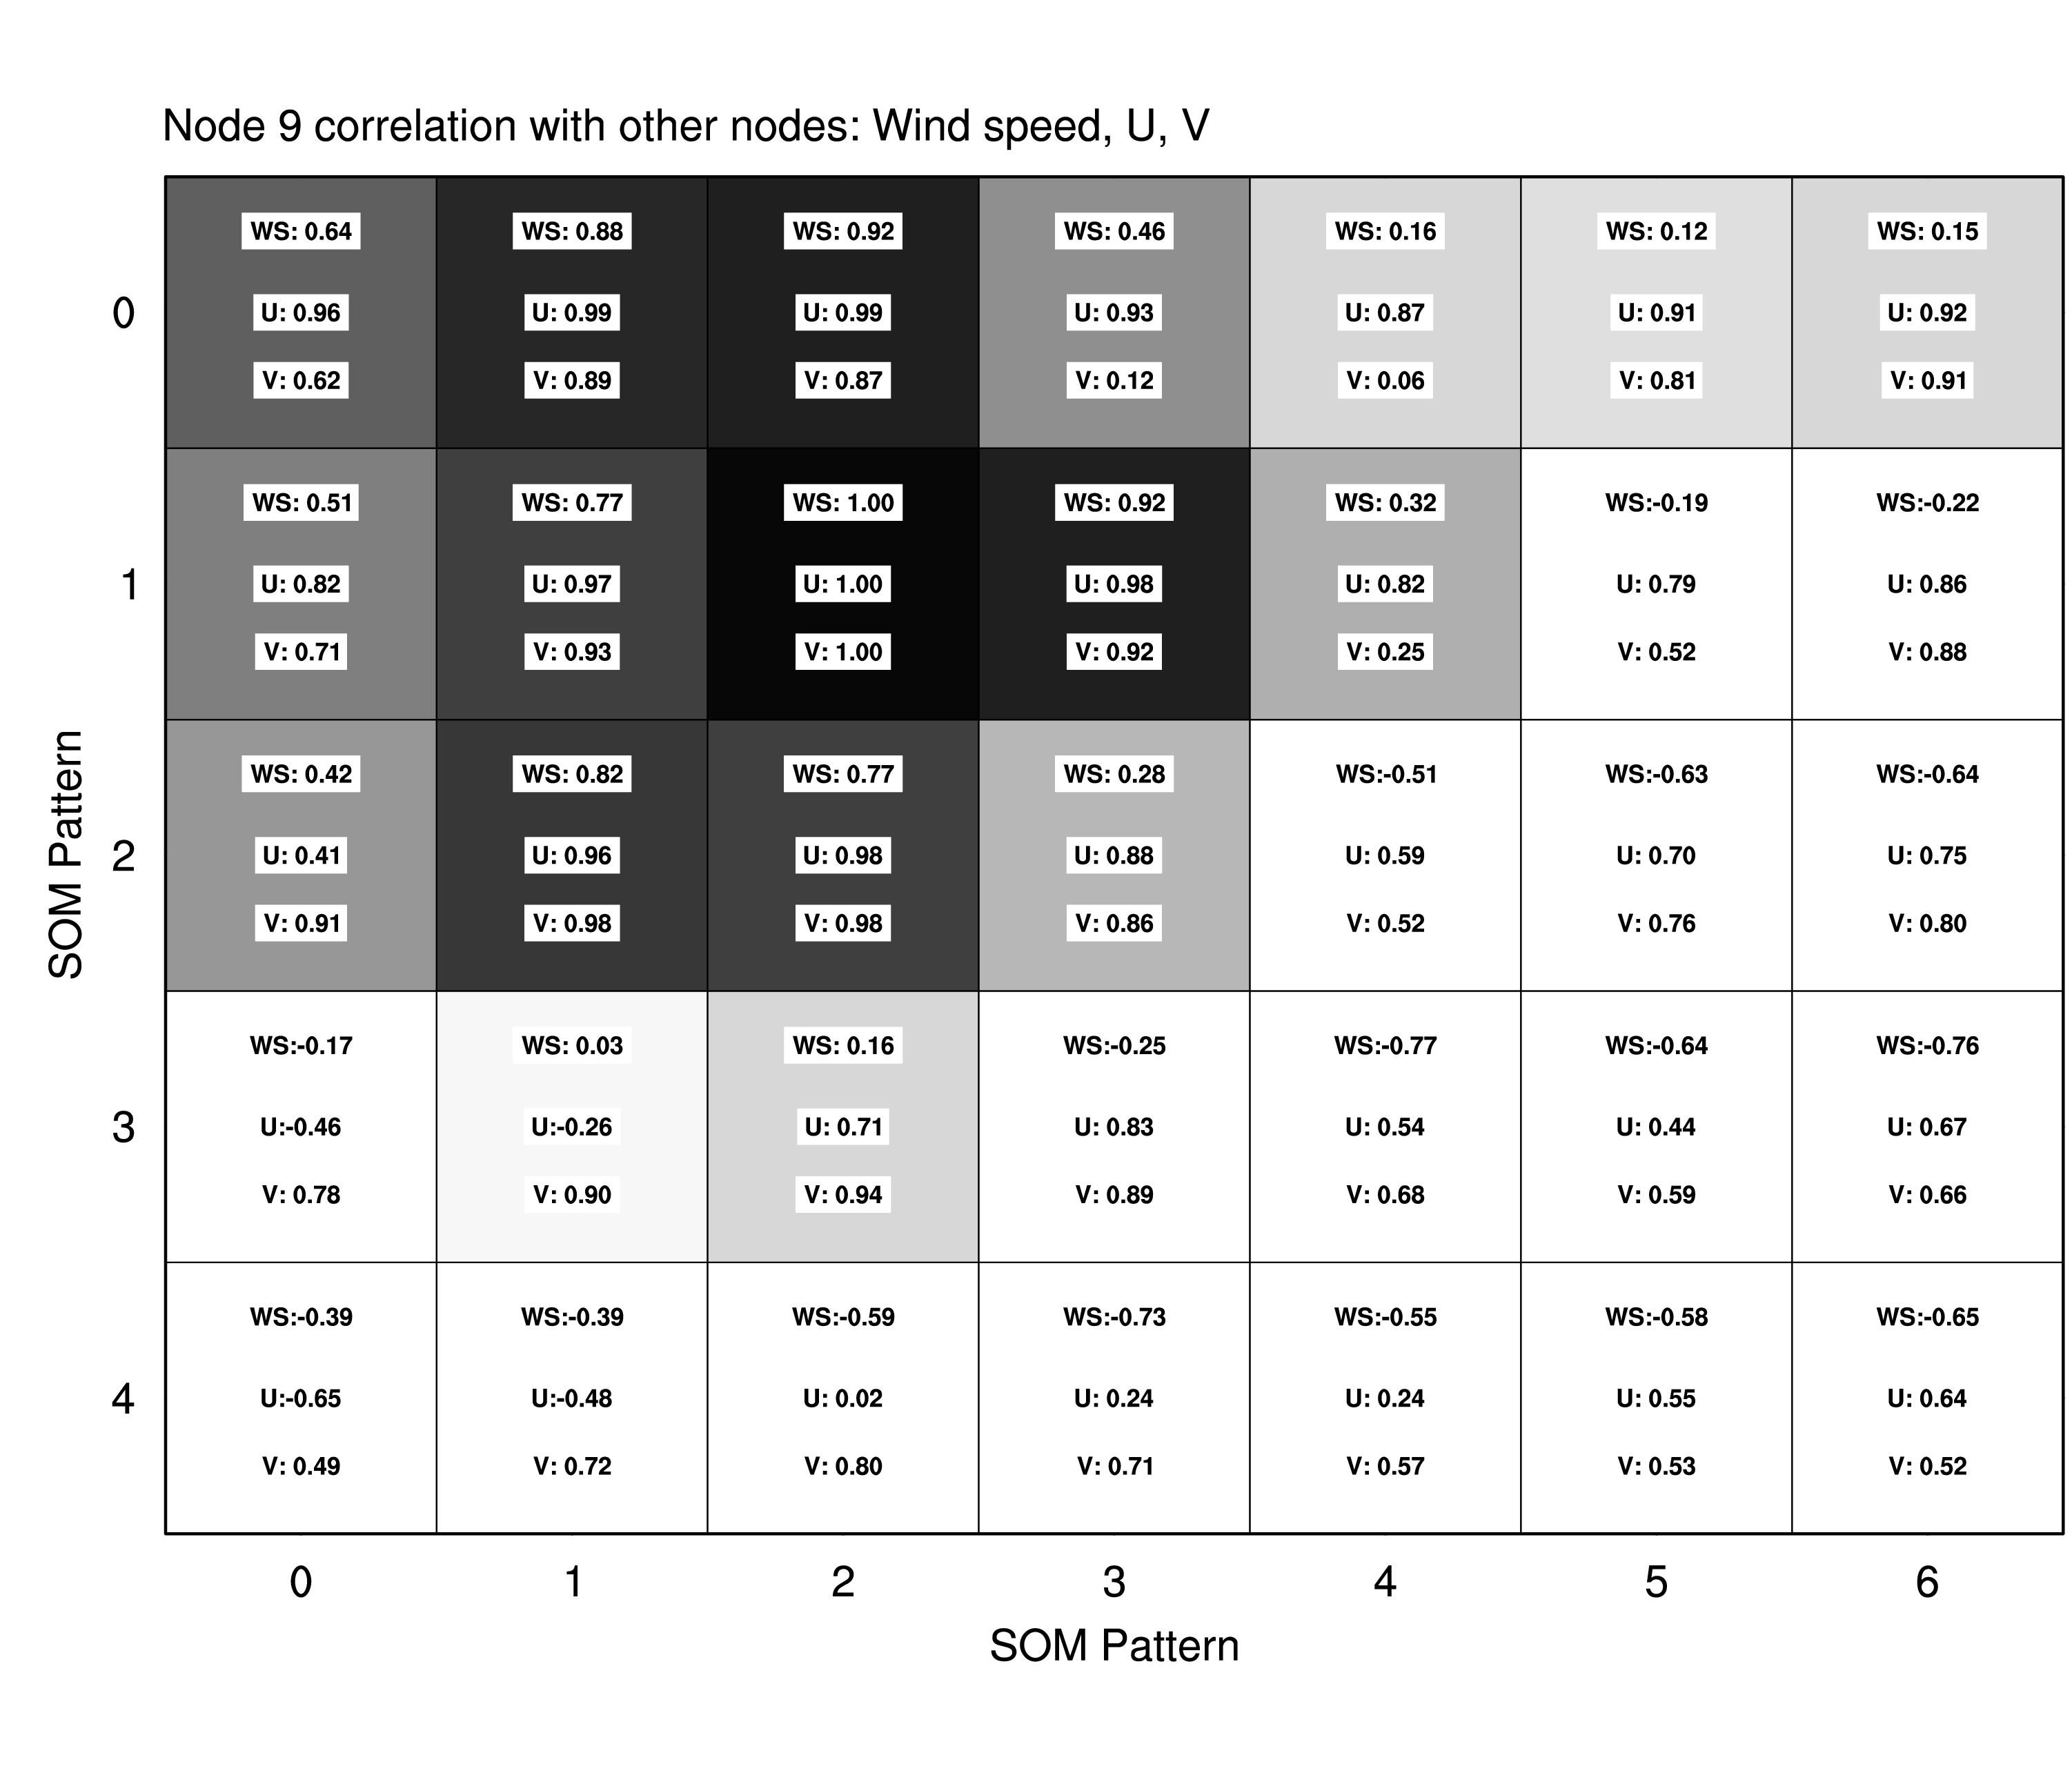 Node 9 correlation with other nodes: Wind speed, U, V
WS: 0.64 WS: 0.88 WS: 0.92 WS: 0.46 WS: 0.16 WS: 0.12 WS: 0.15
0 U: 0.96 U: 0.99 U: 0.99 U: 0.93 U: 0.87 U: 0.91 U: 0.92
V: 0.62 V: 0.89 V: 0.87 V: 0.12 V: 0.06 V: 0.81 V: 0.91
WS: 0.51 WS: 0.77 WS: 1.00 WS: 0.92 WS: 0.32 WS:-0.19 WS:-0.22
1 U: 0.82 U: 0.97 U: 1.00 U: 0.98 U: 0.82 U: 0.79 U: 0.86
V: 0.71 V: 0.93 V: 1.00 V: 0.92 V: 0.25 V: 0.52 V: 0.88
SOM Pattern
WS: 0.42 WS: 0.82 WS: 0.77 WS: 0.28 WS:-0.51 WS:-0.63 WS:-0.64
2 U: 0.41 U: 0.96 U: 0.98 U: 0.88 U: 0.59 U: 0.70 U: 0.75
V: 0.91 V: 0.98 V: 0.98 V: 0.86 V: 0.52 V: 0.76 V: 0.80
WS:-0.17 WS: 0.03 WS: 0.16 WS:-0.25 WS:-0.77 WS:-0.64 WS:-0.76
3 U:-0.46 U:-0.26 U: 0.71 U: 0.83 U: 0.54 U: 0.44 U: 0.67
V: 0.78 V: 0.90 V: 0.94 V: 0.89 V: 0.68 V: 0.59 V: 0.66
WS:-0.39 WS:-0.39 WS:-0.59 WS:-0.73 WS:-0.55 WS:-0.58 WS:-0.65
4 U:-0.65 U:-0.48 U: 0.02 U: 0.24 U: 0.24 U: 0.55 U: 0.64
V: 0.49 V: 0.72 V: 0.80 V: 0.71 V: 0.57 V: 0.53 V: 0.52
0 1 2 3 4 5 6
SOM Pattern